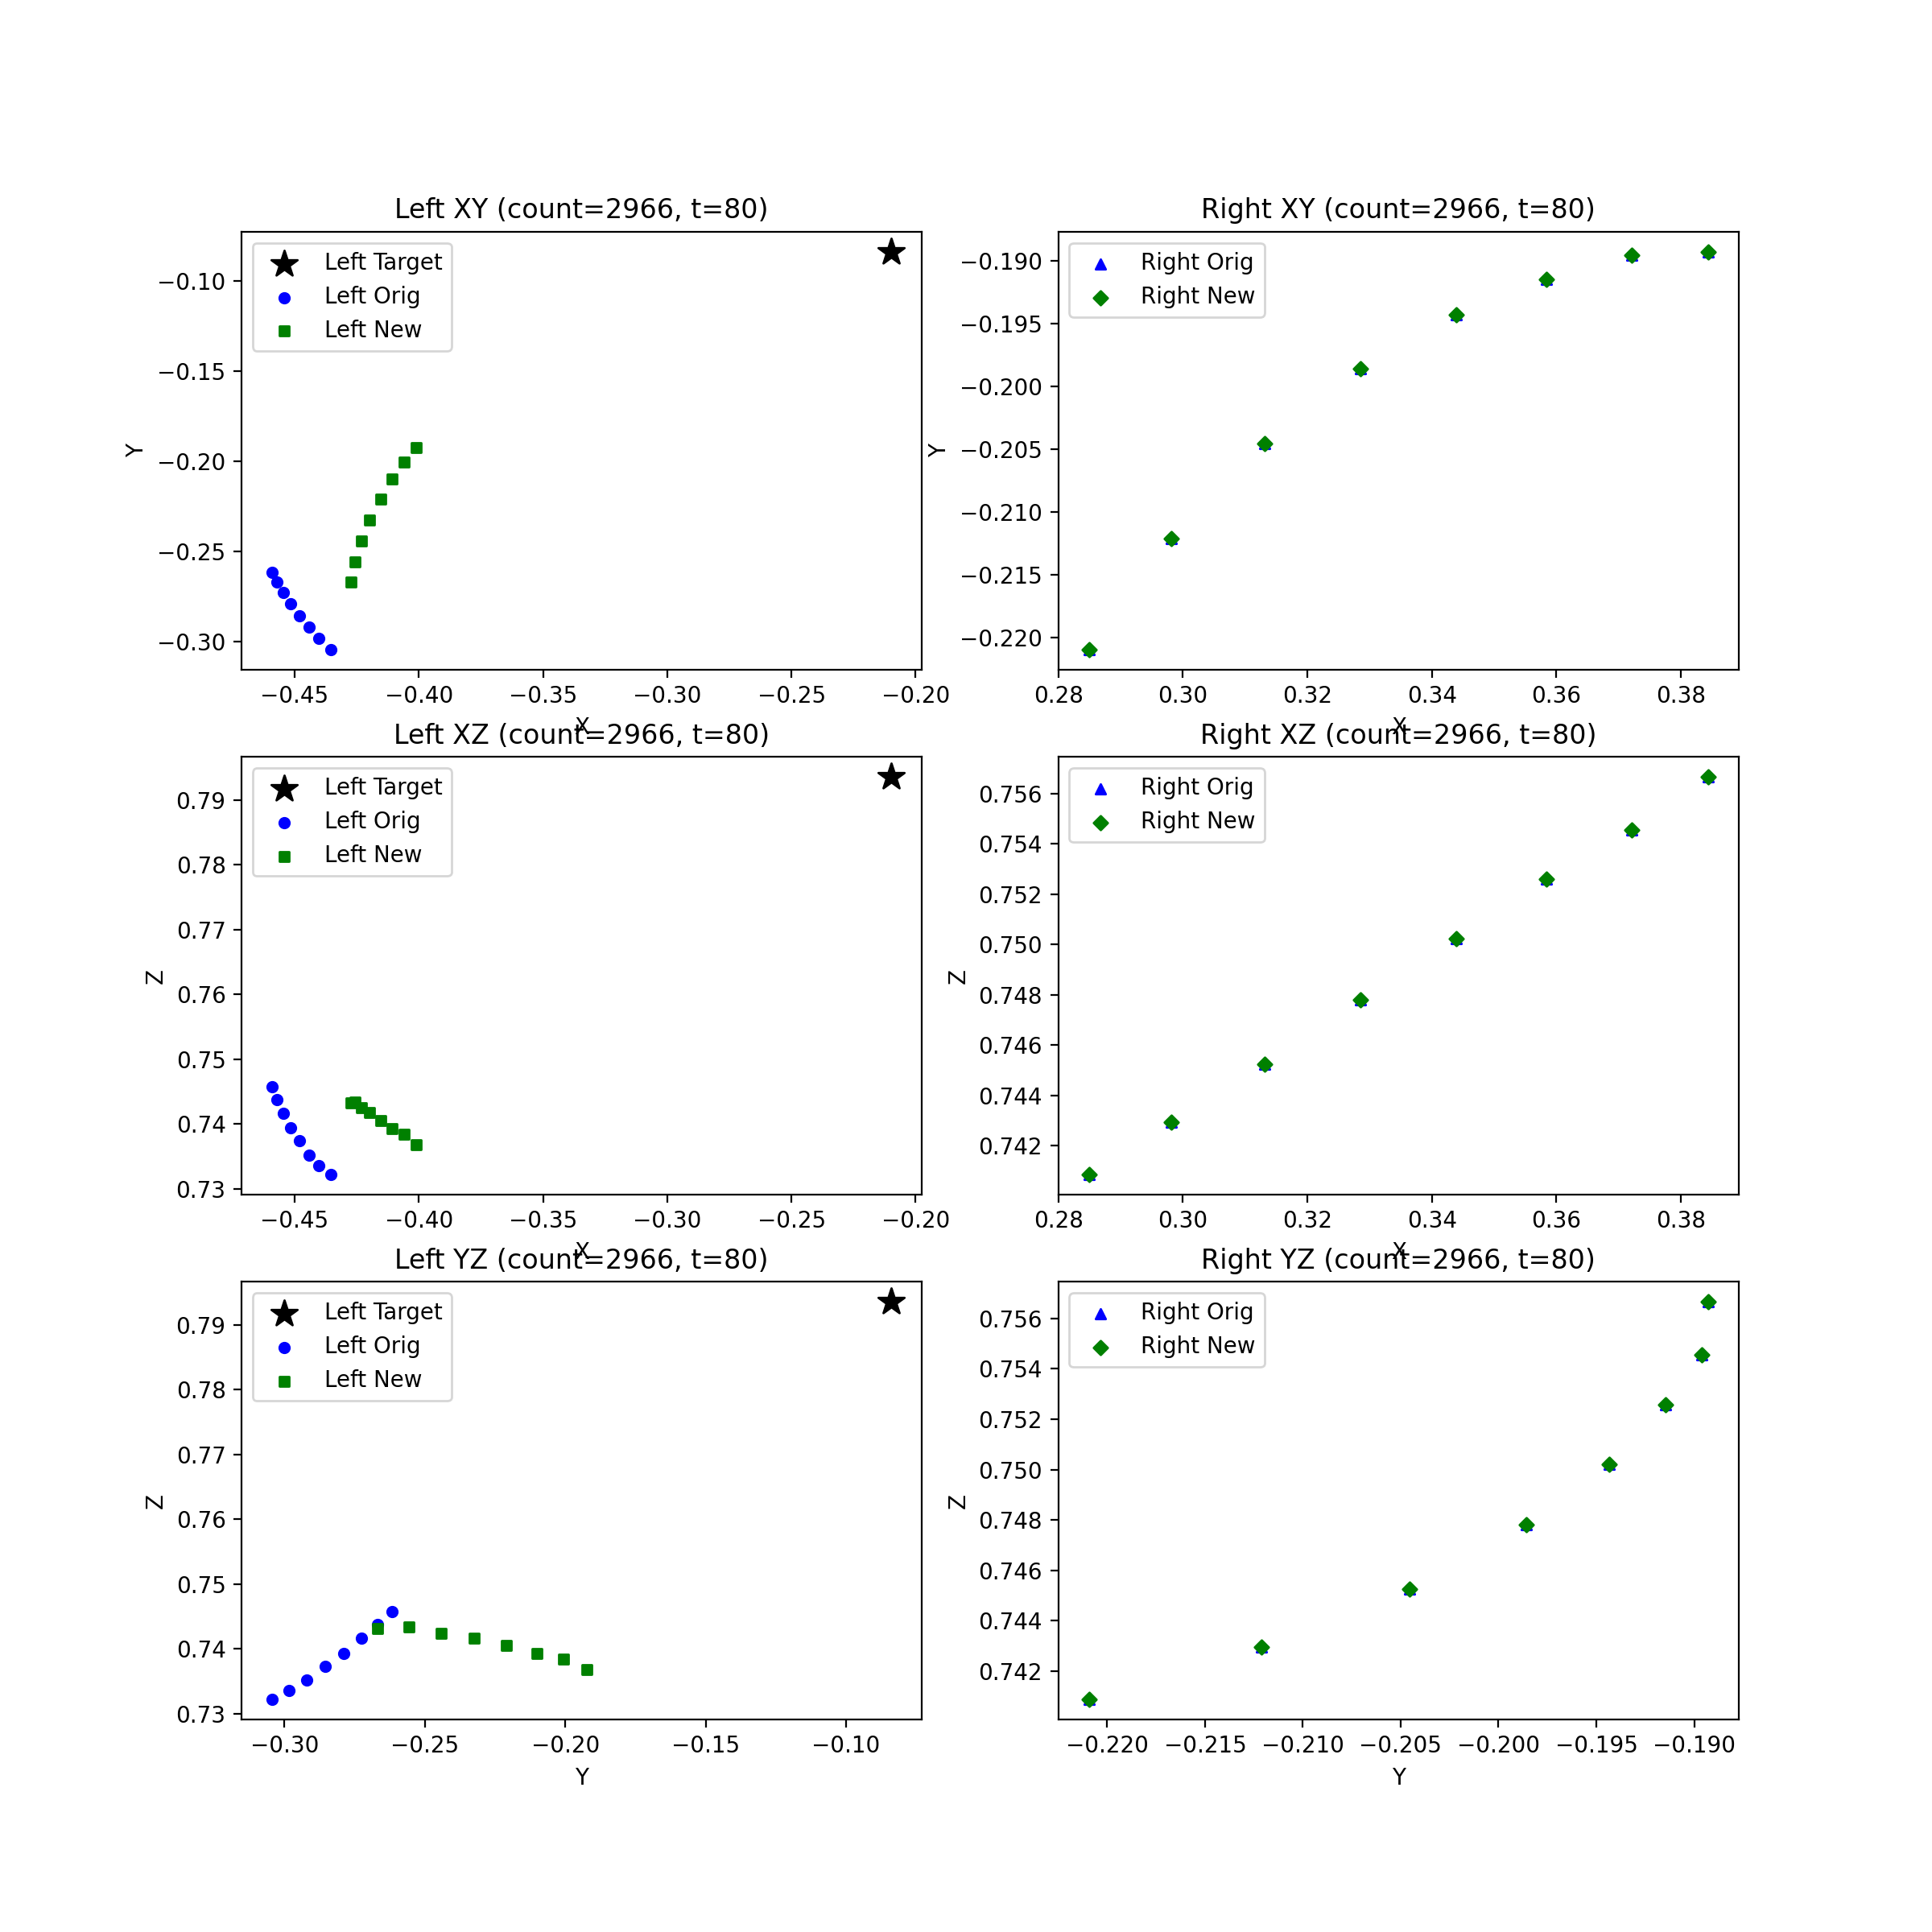 Left XY (count=2966, t=80)
Left Target
Left Orig
Left New
−0.10
−0.15
−0.20
−0.25
−0.30
Y
−0.45 −0.40 −0.35 −0.30 −0.25 −0.20
X
Right XY (count=2966, t=80)
Right Orig
Right New
−0.190
−0.195
−0.200
−0.205
−0.210
−0.215
−0.220
Y
0.28 0.30 0.32 0.34 0.36 0.38
X
Left XZ (count=2966, t=80)
Left Target
Left Orig
Left New
0.79
0.78
0.77
0.76
0.75
0.74
0.73
Z
−0.45 −0.40 −0.35 −0.30 −0.25 −0.20
X
Right XZ (count=2966, t=80)
Right Orig
Right New
0.756
0.754
0.752
0.750
0.748
0.746
0.744
0.742
Z
0.28 0.30 0.32 0.34 0.36 0.38
X
Left YZ (count=2966, t=80)
Left Target
Left Orig
Left New
0.79
0.78
0.77
0.76
0.75
0.74
0.73
Z
−0.30 −0.25 −0.20 −0.15 −0.10
Y
Right YZ (count=2966, t=80)
Right Orig
Right New
0.756
0.754
0.752
0.750
0.748
0.746
0.744
0.742
Z
−0.220 −0.215 −0.210 −0.205 −0.200 −0.195 −0.190
Y